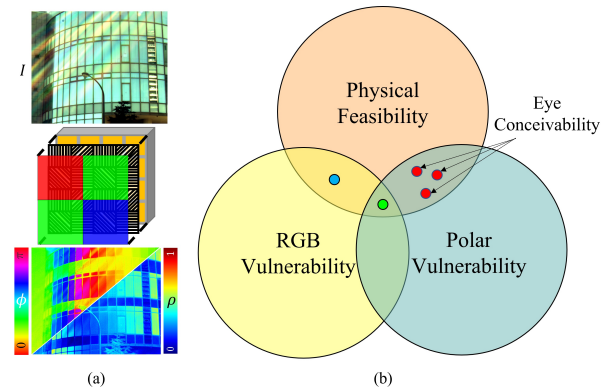 I
π
ϕ
0
1
ρ
0
(a)
Physical
Feasibility
Eye
Conceivability
RGB
Vulnerability
Polar
Vulnerability
(b)